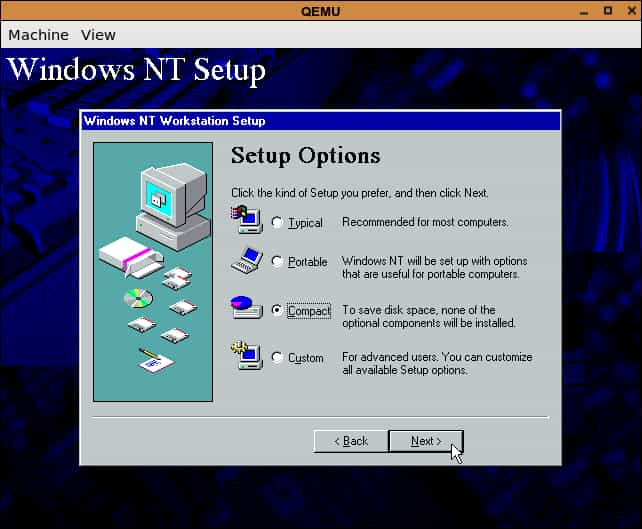 QEMU
Machine View
Windows NT Setup
Windows NT Workstation Setup
Setup Options
Click the kind of Setup you prefer, and then click Next.
Typical Recommended for most computers.
Portable Windows NT will be set up with options
that are useful for portable computers.
Compact To save disk space, none of the
optional components will be installed.
Custom For advanced users. You can customize
all available Setup options.
< Back Next >